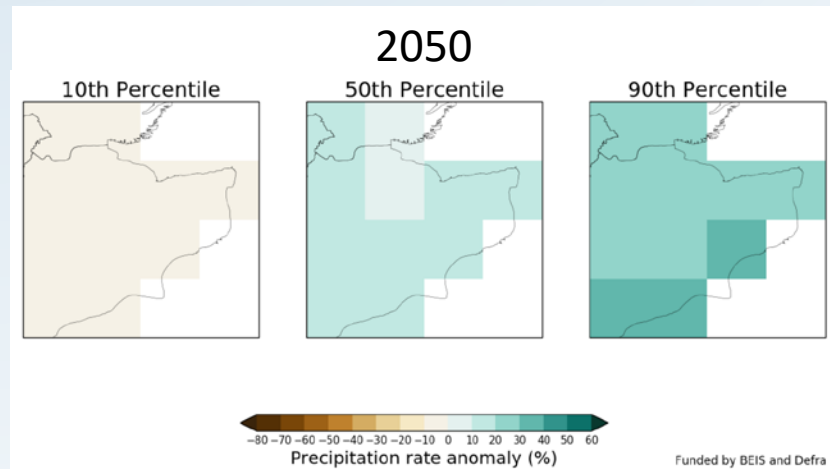 2050
10th Percentile 50th Percentile 90th Percentile
−80 −70 −60 −50 −40 −30 −20 −10 0 10 20 30 40 50 60
Precipitation rate anomaly (%)
Funded by BEIS and Defra